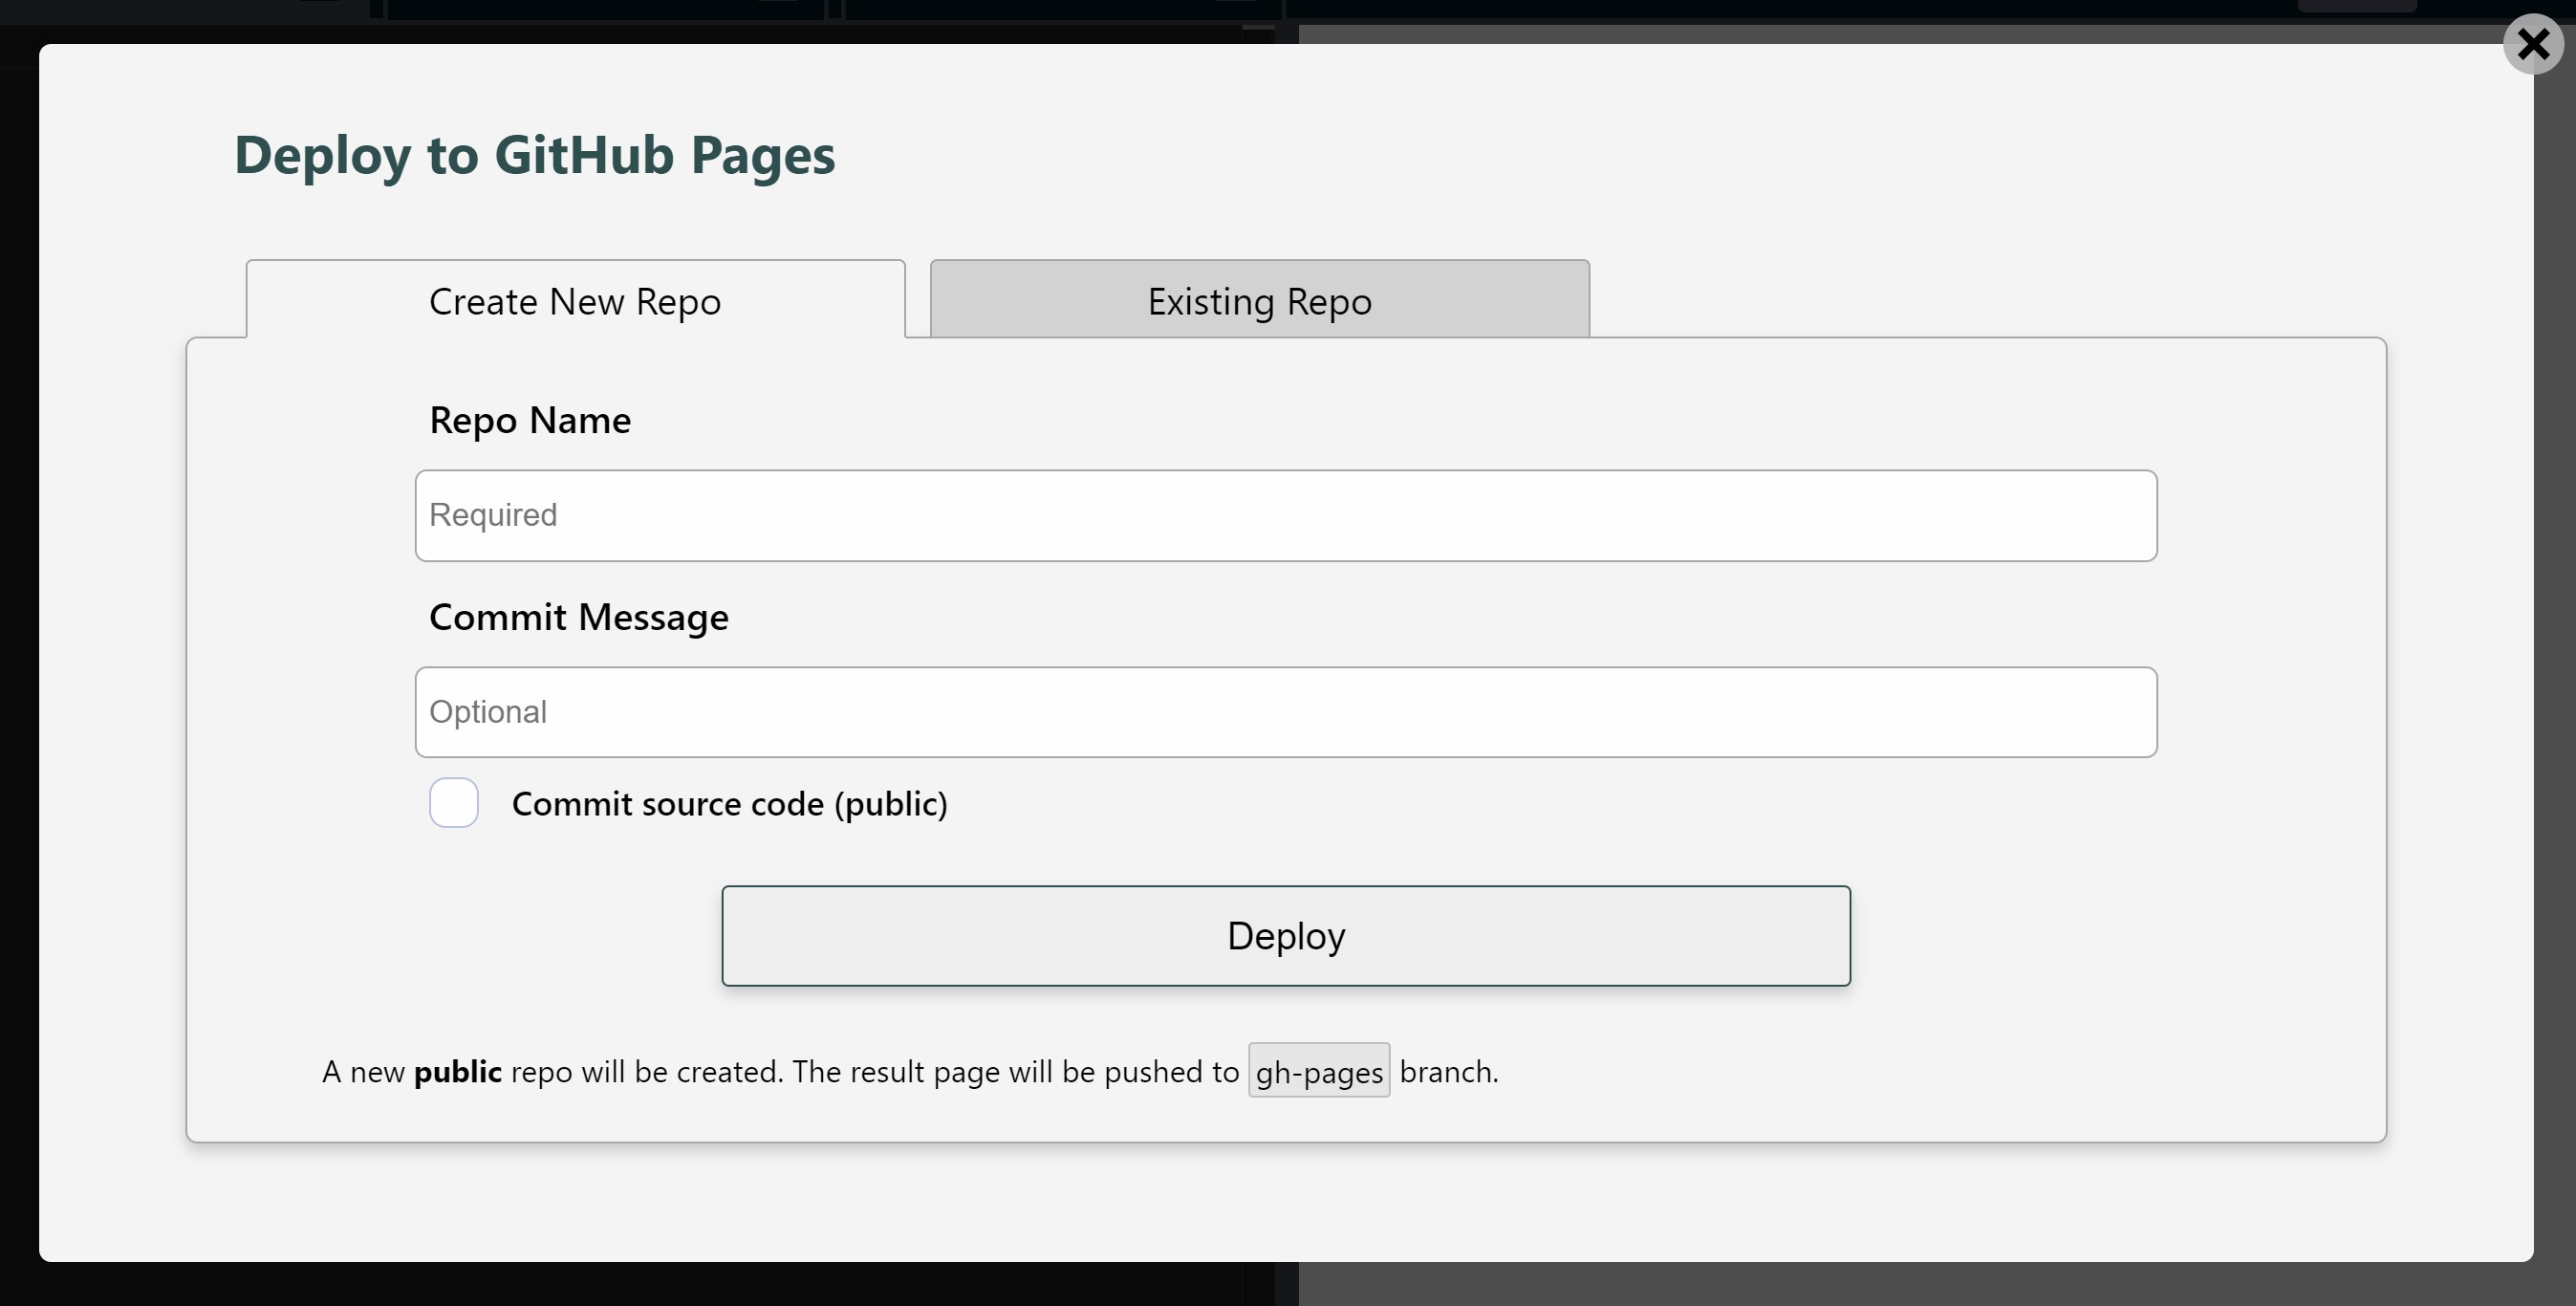 Deploy to GitHub Pages
Create New Repo
Existing Repo
Repo Name
Required
Commit Message
Optional
Commit source code (public)
Deploy
A new public repo will be created. The result page will be pushed to gh-pages branch.